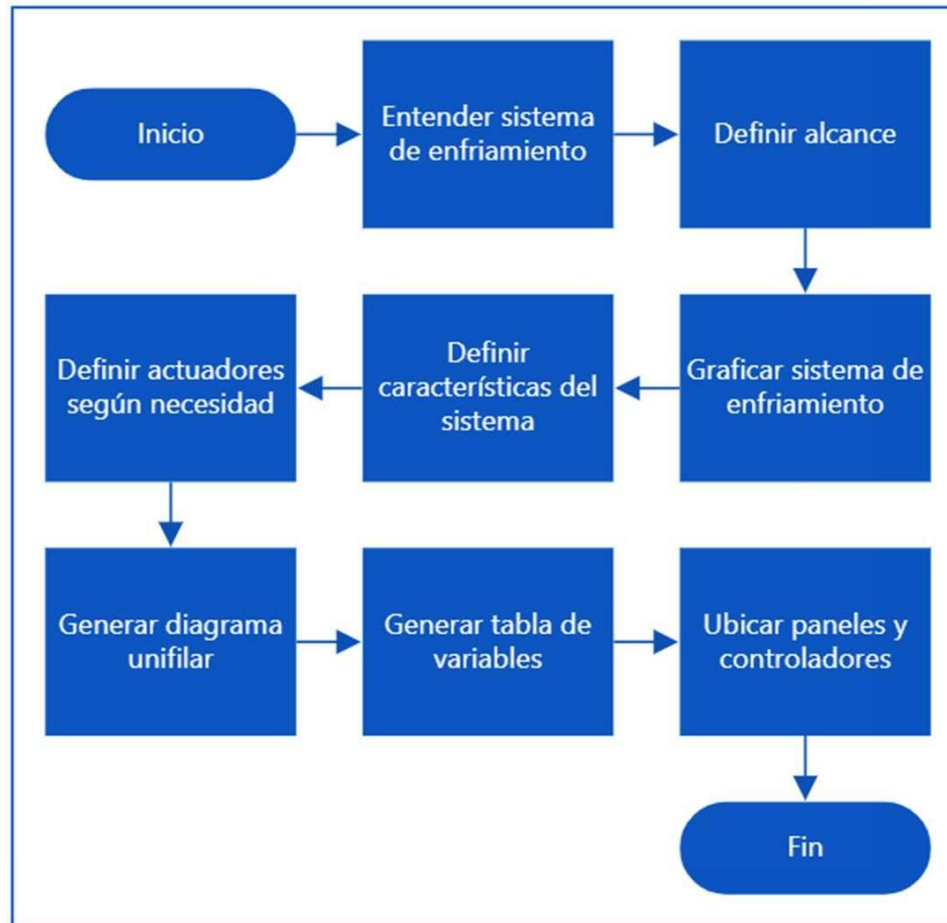 Inicio
Entender sistema
de enfriamiento
Definir alcance
Graficar sistema de
enfriamiento
Definir
características del
sistema
Definir actuadores
según necesidad
Generar diagrama
unifilar
Generar tabla de
variables
Ubicar paneles y
controladores
Fin